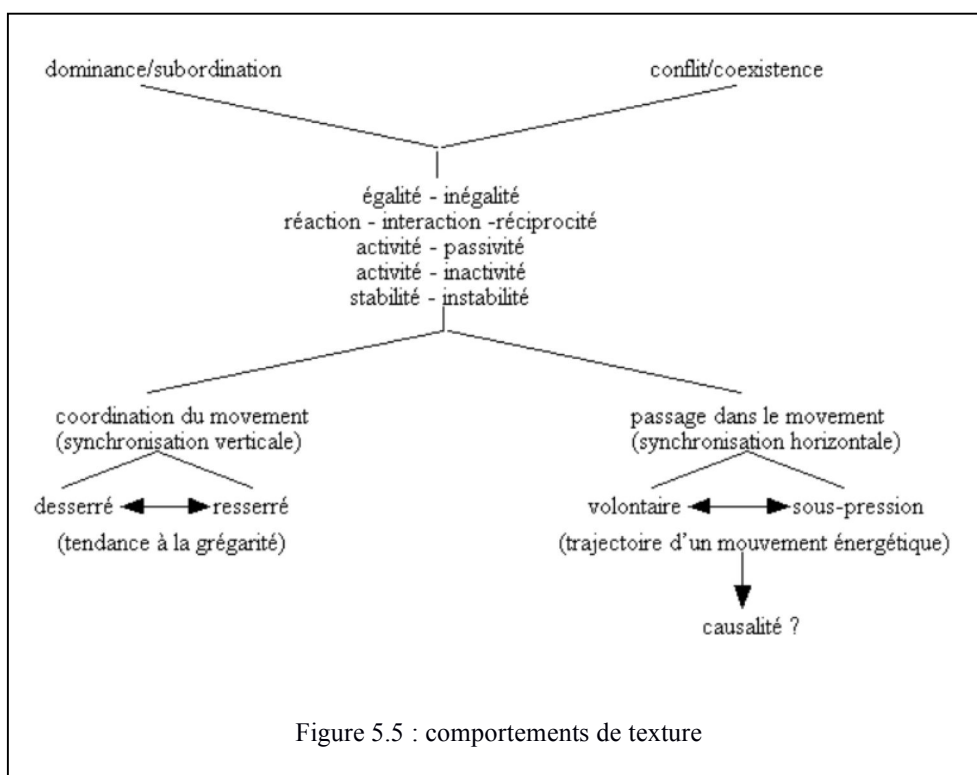 dominance/subordination
conflit/coexistence
égalité - inégalité
réaction - interaction -réciprocité
activité - passivité
activité - inactivité
stabilité - instabilité
coordination du movement
(synchronisation verticale)
passage dans le movement
(synchronisation horizontale)
desserré
resserré
volontaire
sous-pression
(tendance à la grégarité)
(trajectoire d'un mouvement énergétique)
causalité ?
Figure 5.5 : comportements de texture